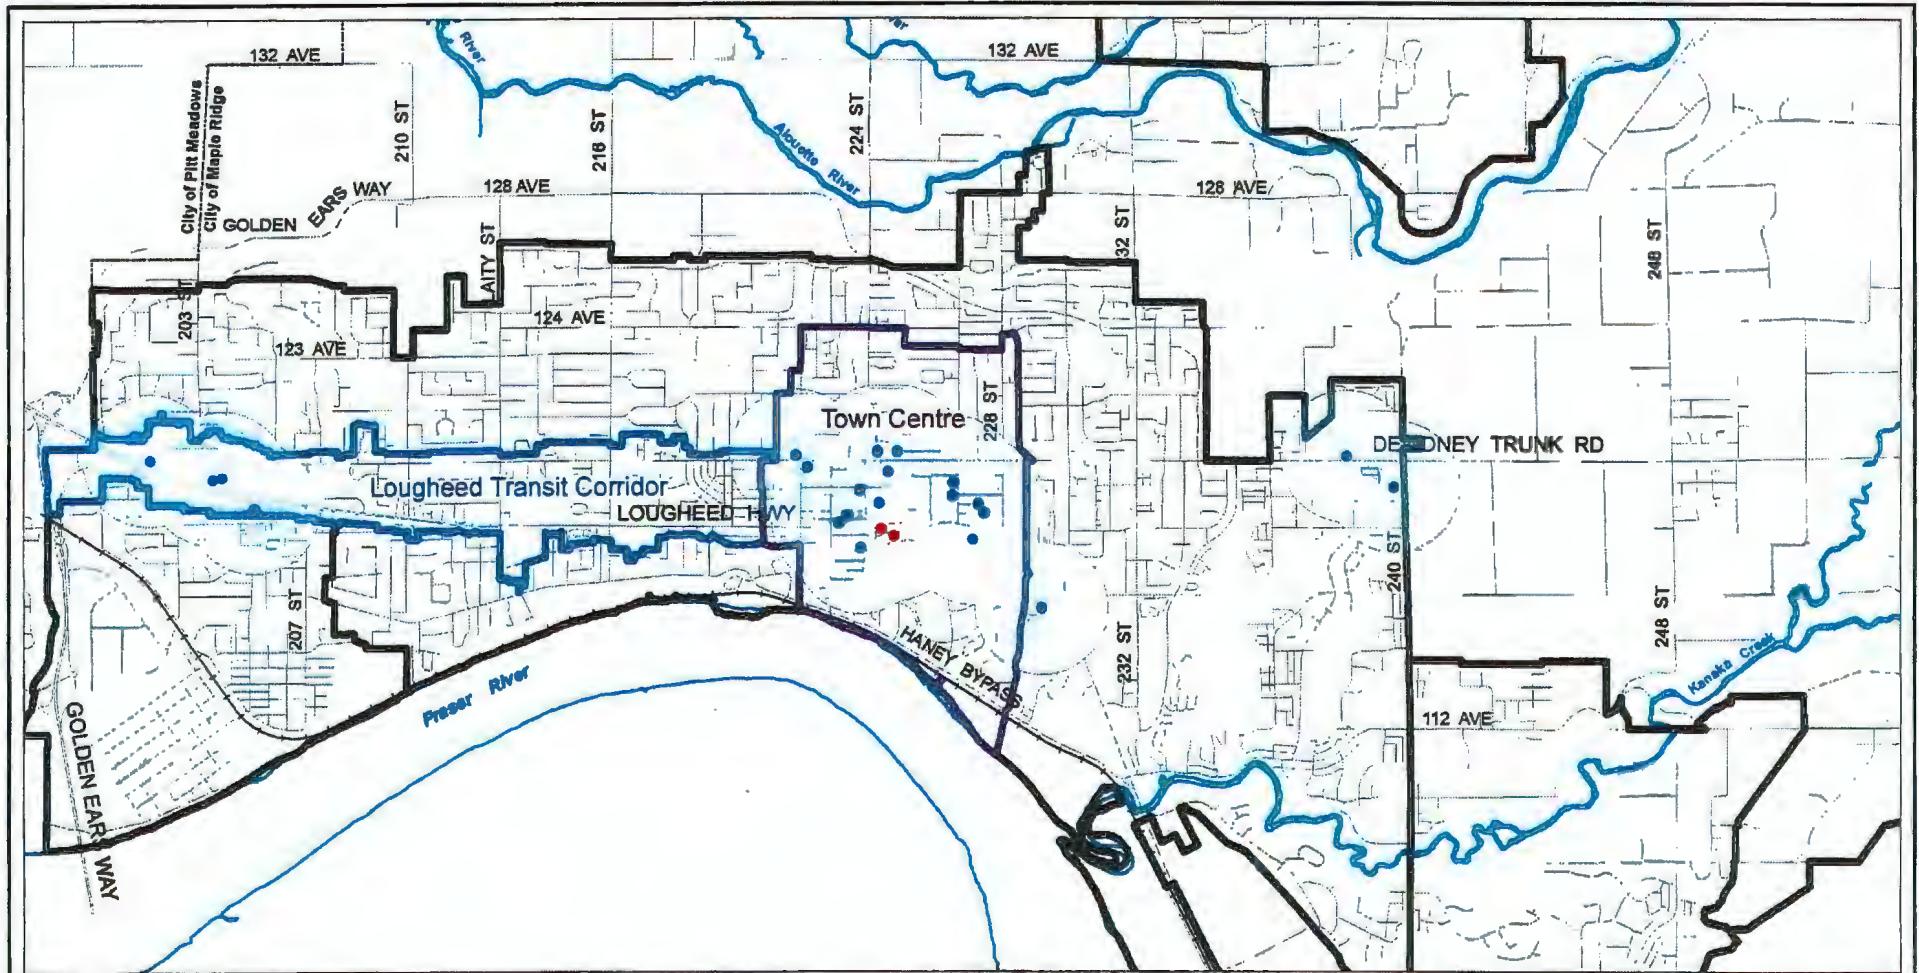 River
132 AVE
132 AVE
City of Pitt Meadows
City of Maple Ridge
210 ST
216 ST
224 ST
Alouette River
GOLDEN EARS WAY
128 AVE
128 AVE
LAITY ST
32 ST
248 ST
203 ST
124 AVE
123 AVE
228 ST
Town Centre
DEWDNEY TRUNK RD
Lougheed Transit Corridor
LOUGHEED HWY
240 ST
207 ST
232 ST
248 ST
HANEY BYPASS
Fraser River
Kanaka Creek
112 AVE
GOLDEN EARS WAY